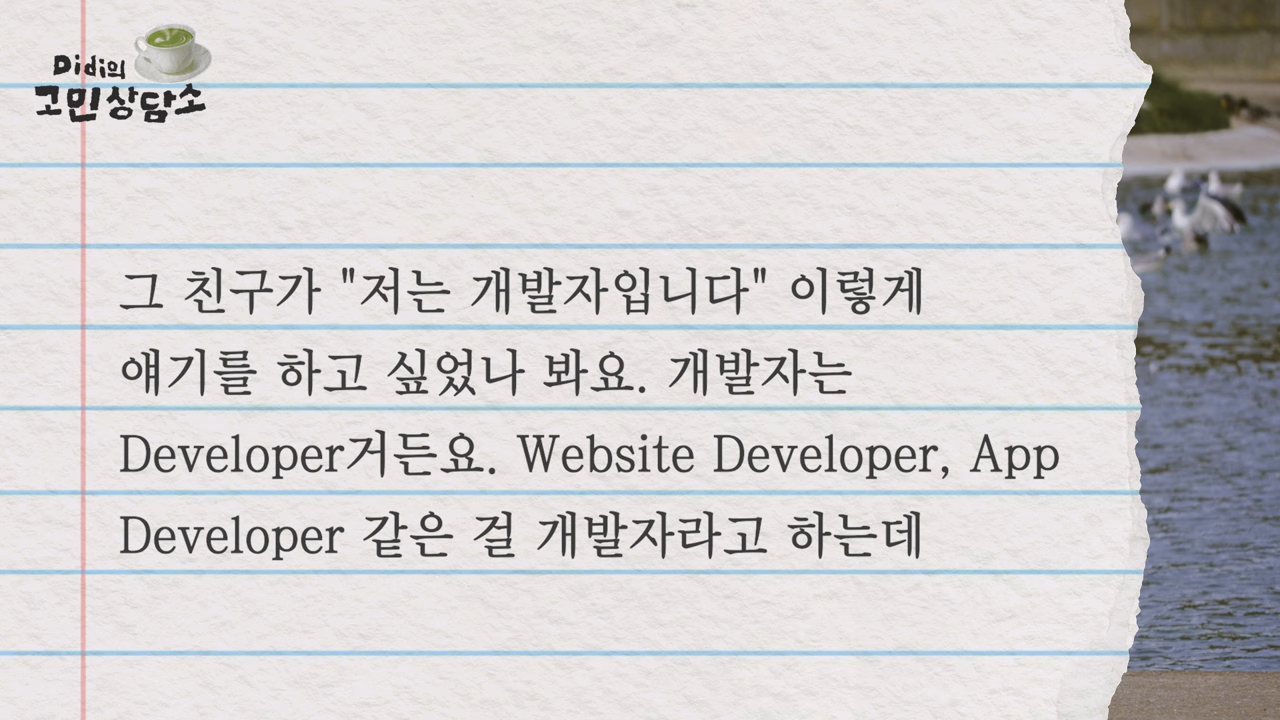 Didi의
고민상담소
그 친구가 "저는 개발자입니다" 이렇게
얘기를 하고 싶었나 봐요. 개발자는
Developer거든요. Website Developer, App
Developer 같은 걸 개발자라고 하는데